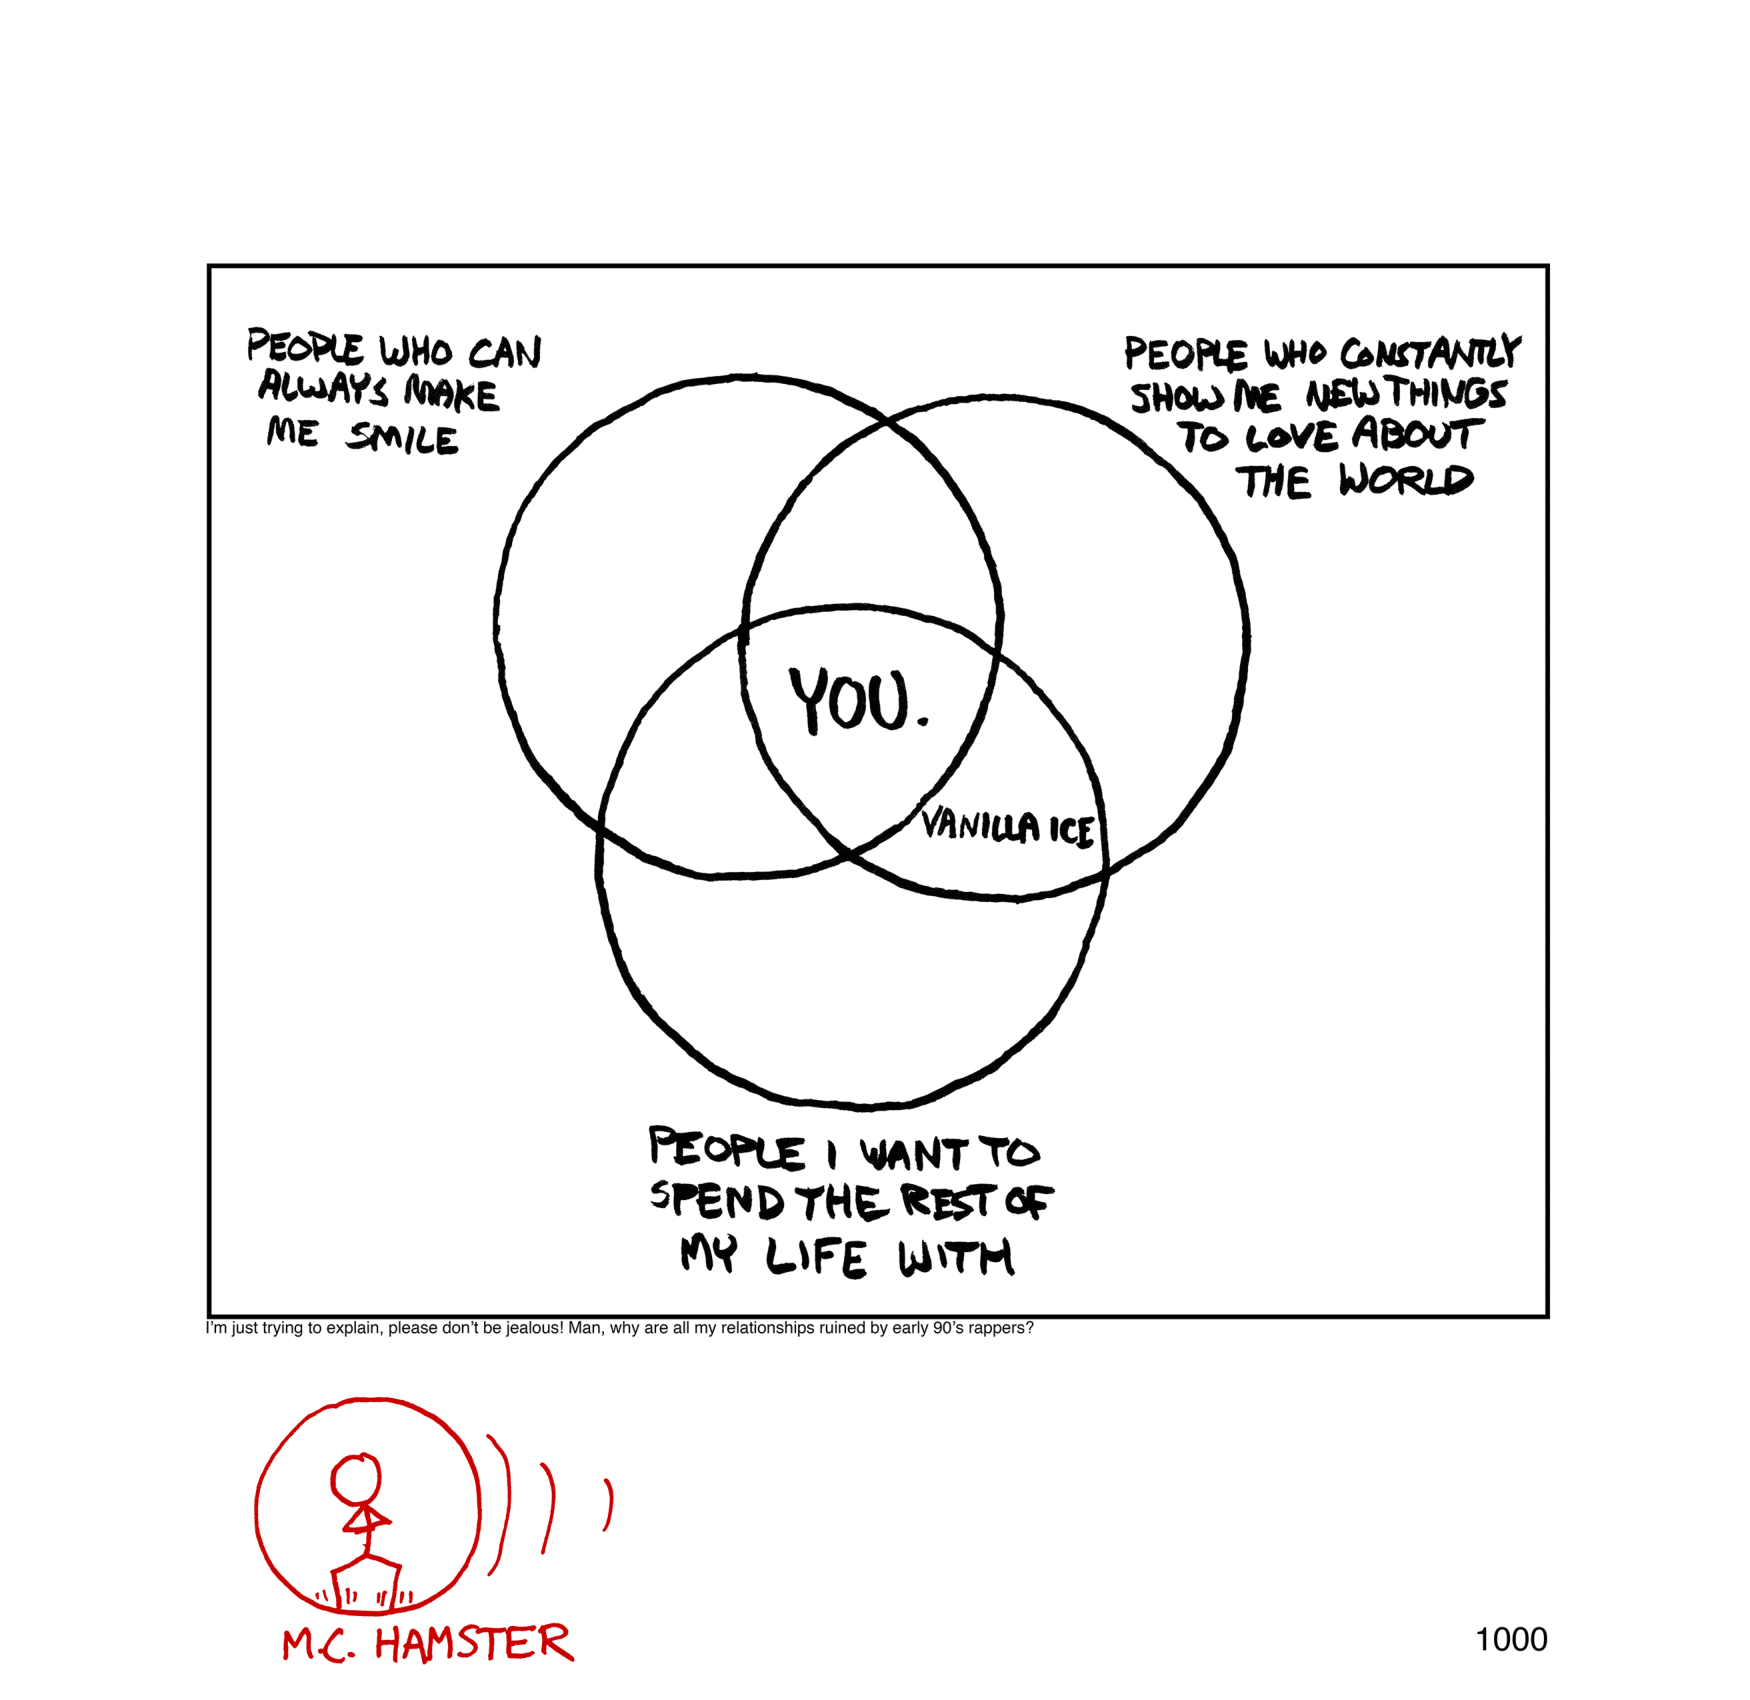 PEOPLE WHO CAN
ALWAYS MAKE
ME SMILE
PEOPLE WHO CONSTANTLY
SHOW ME NEW THINGS
TO LOVE ABOUT
THE WORLD
YOU.
VANILLA ICE
PEOPLE I WANT TO
SPEND THE REST OF
MY LIFE WITH
I'm just trying to explain, please don't be jealous! Man, why are all my relationships ruined by early 90's rappers?
M.C. HAMSTER
1000